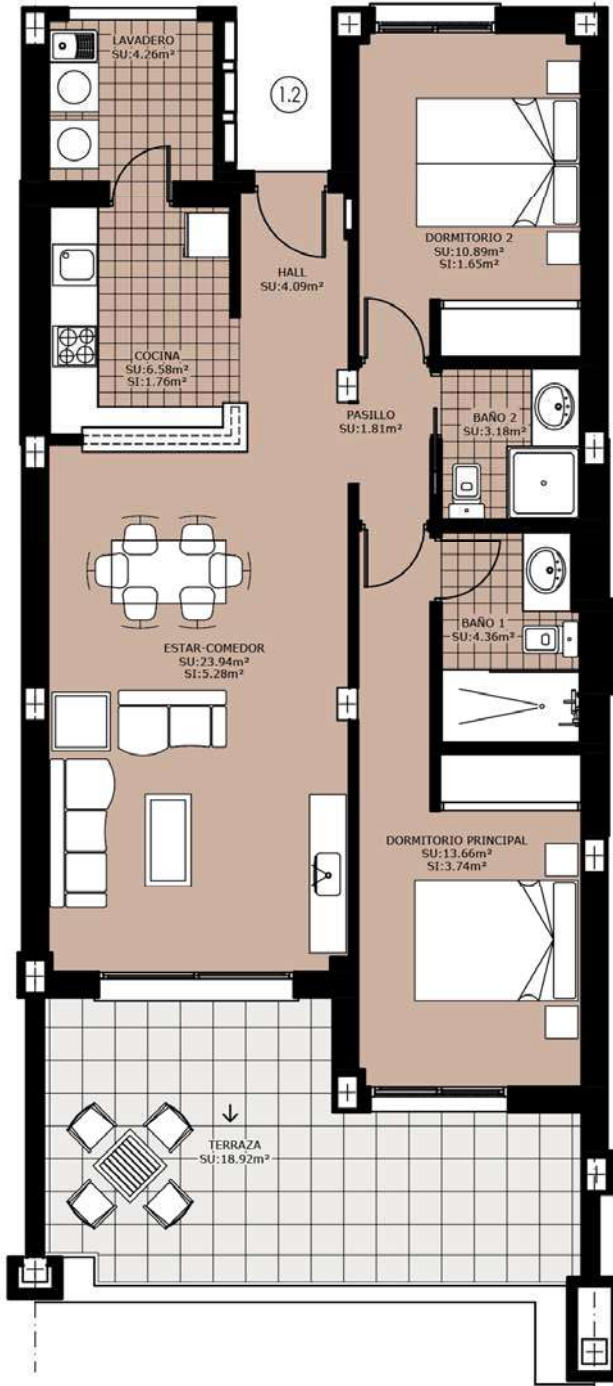 LAVADERO
SU:4.26m²
1.2
DORMITORIO 2
SU:10.89m²
SI:1.65m²
HALL
SU:4.09m²
COCINA
SU:6.58m²
SI:1.76m²
PASILLO
SU:1.81m²
BAÑO 2
SU:3.18m²
BAÑO 1
SU:4.36m²
ESTAR-COMEDOR
SU:23.94m²
SI:5.28m²
DORMITORIO PRINCIPAL
SU:13.66m²
SI:3.74m²
TERRAZA
SU:18.92m²